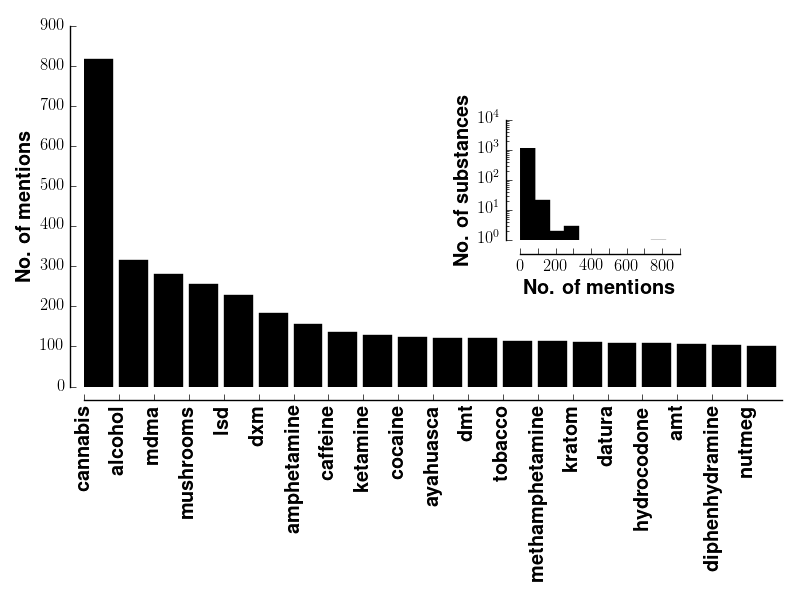 No. of mentions
900
800
700
600
500
400
300
200
100
0
cannabis
alcohol
mdma
mushrooms
lsd
dxm
amphetamine
caffeine
ketamine
cocaine
ayahuasca
dmt
tobacco
methamphetamine
kratom
datura
hydrocodone
amt
diphenhydramine
nutmeg
No. of substances
10^4
10^3
10^2
10^1
10^0
0 200 400 600 800
No. of mentions